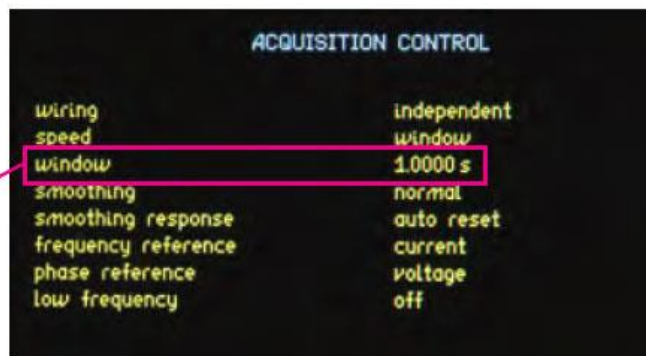 ACQUISITION CONTROL
wiring independent
speed window
window 1.0000 s
smoothing normal
smoothing response auto reset
frequency reference current
phase reference voltage
low frequency off